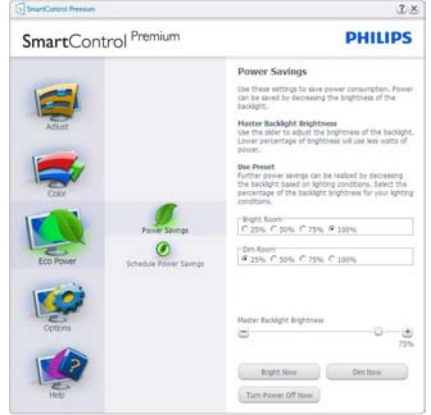 SmartControl Premium
SmartControl Premium
PHILIPS
Adjust
Color
Eco Power
Options
Help
Power Savings
Schedule Power Savings
Power Savings
Use these settings to save power consumption. Power
can be saved by decreasing the brightness of the
backlight.
Master Backlight Brightness
Use the slider to adjust the brightness of the backlight.
Lower percentage of brightness will use less watts of
power.
Use Preset
Further power savings can be realized by decreasing
the backlight based on lighting conditions. Select the
percentage of the backlight brightness for your lighting
conditions.
Bright Room
25% 50% 75% 100%
Dim Room
25% 50% 75% 100%
Master Backlight Brightness
75%
Bright Now
Dim Now
Turn Power Off Now